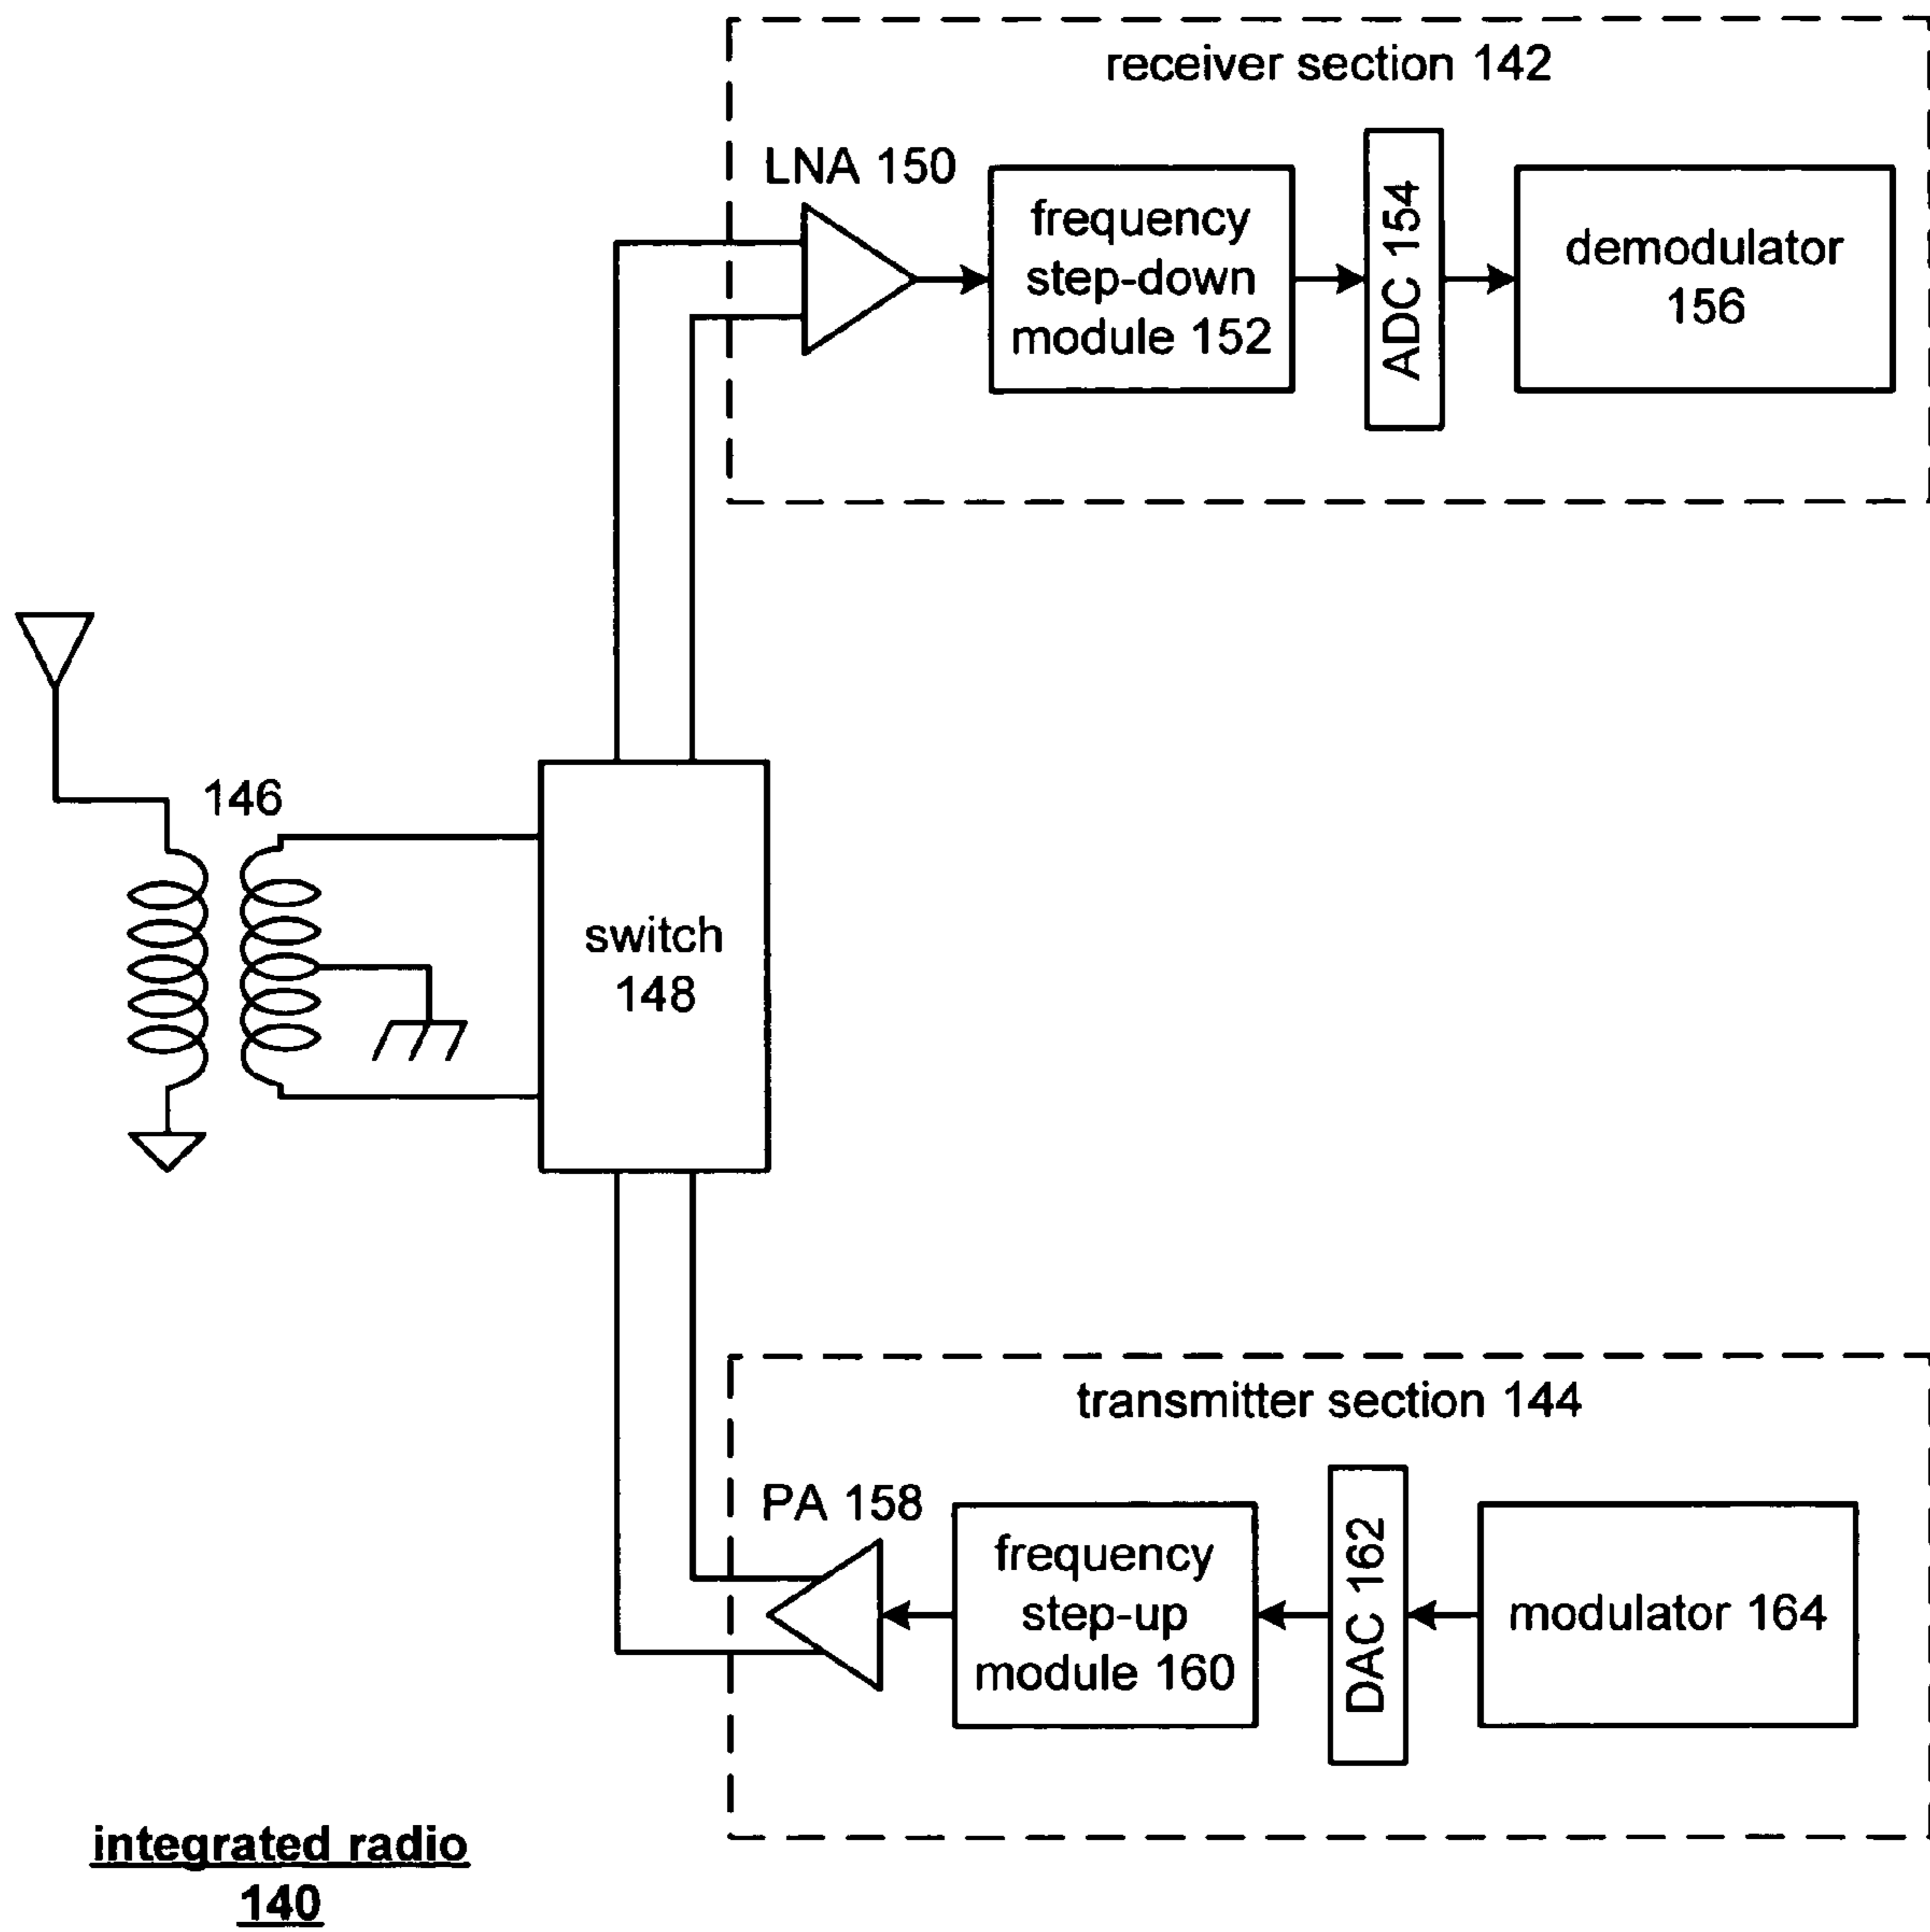 receiver section 142
LNA 150
frequency
step-down
module 152
ADC 154
demodulator
156
146
switch
148
transmitter section 144
PA 158
frequency
step-up
module 160
DAC 162
modulator 164
integrated radio
140